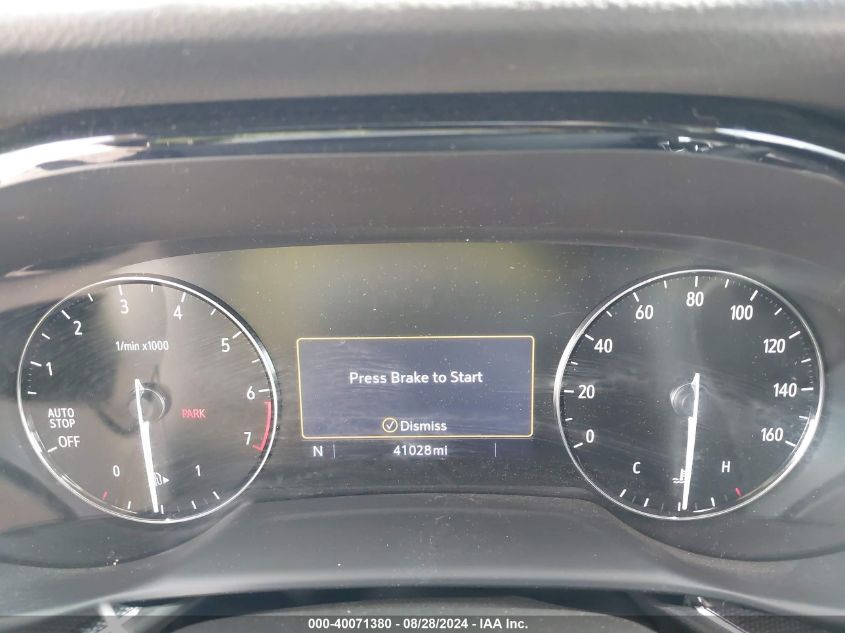 1/min x1000
1 2 3 4 5 6 7
AUTO
STOP
OFF
PARK
0 1
Press Brake to Start
Dismiss
N 41028mi
0 20 40 60 80 100 120 140 160
C H
000-40071380 - 08/28/2024 - IAA Inc.